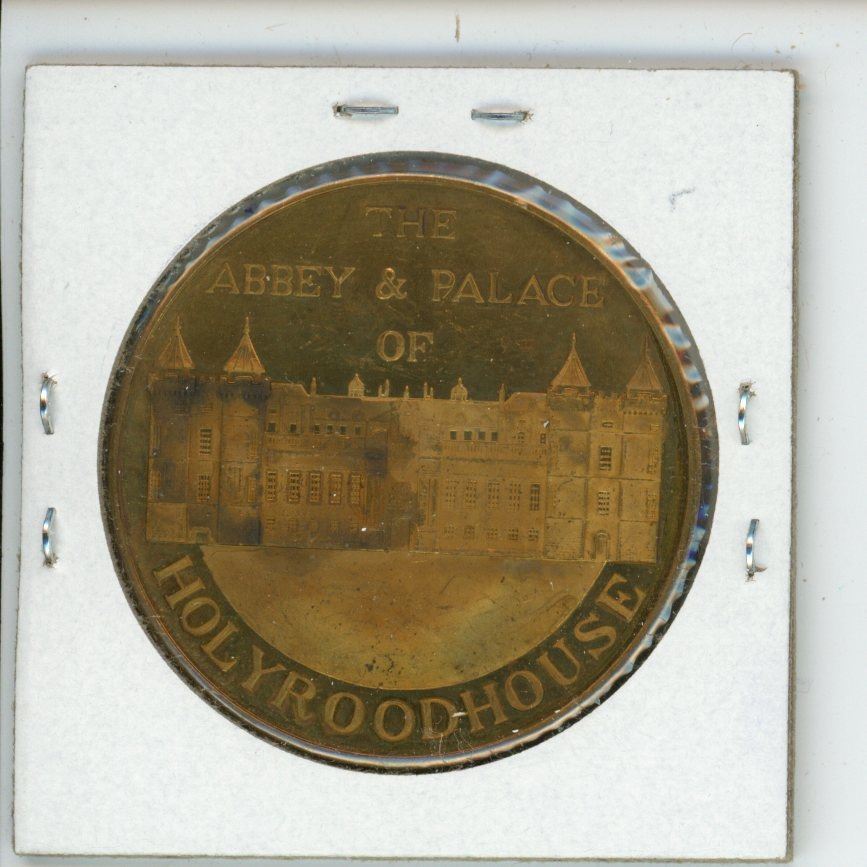 THE
ABBEY & PALACE
OF
HOLYROODHOUSE